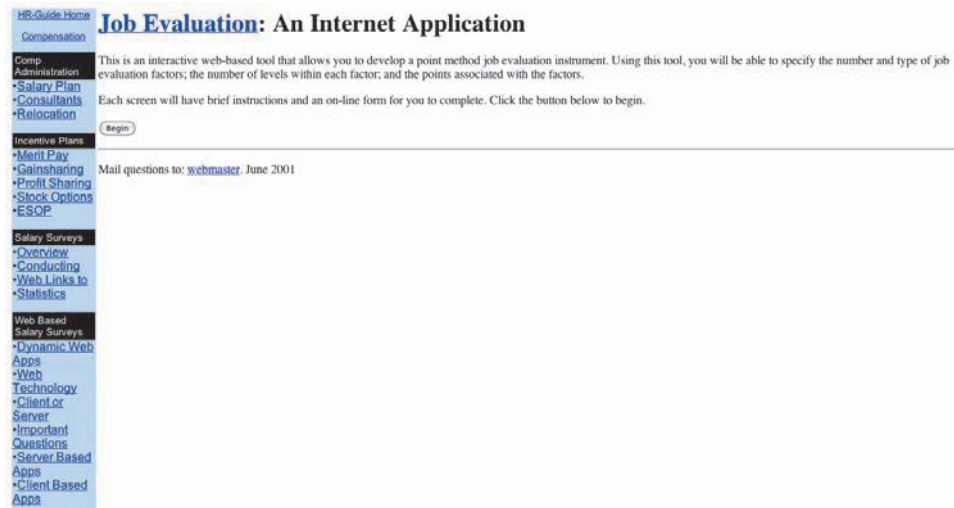 HR-Guide Home
Compensation
Comp
Administration
•Salary Plan
•Consultants
•Relocation
Incentive Plans
•Merit Pay
•Gainsharing
•Profit Sharing
•Stock Options
•ESOP
Salary Surveys
•Overview
•Conducting
•Web Links to
•Statistics
Web Based
Salary Surveys
•Dynamic Web
Apps
•Web
Technology
•Client or
Server
•Important
Questions
•Server Based
Apps
•Client Based
Apps
Job Evaluation: An Internet Application
This is an interactive web-based tool that allows you to develop a point method job evaluation instrument. Using this tool, you will be able to specify the number and type of job
evaluation factors; the number of levels within each factor; and the points associated with the factors.
Each screen will have brief instructions and an on-line form for you to complete. Click the button below to begin.
Begin
Mail questions to: webmaster. June 2001